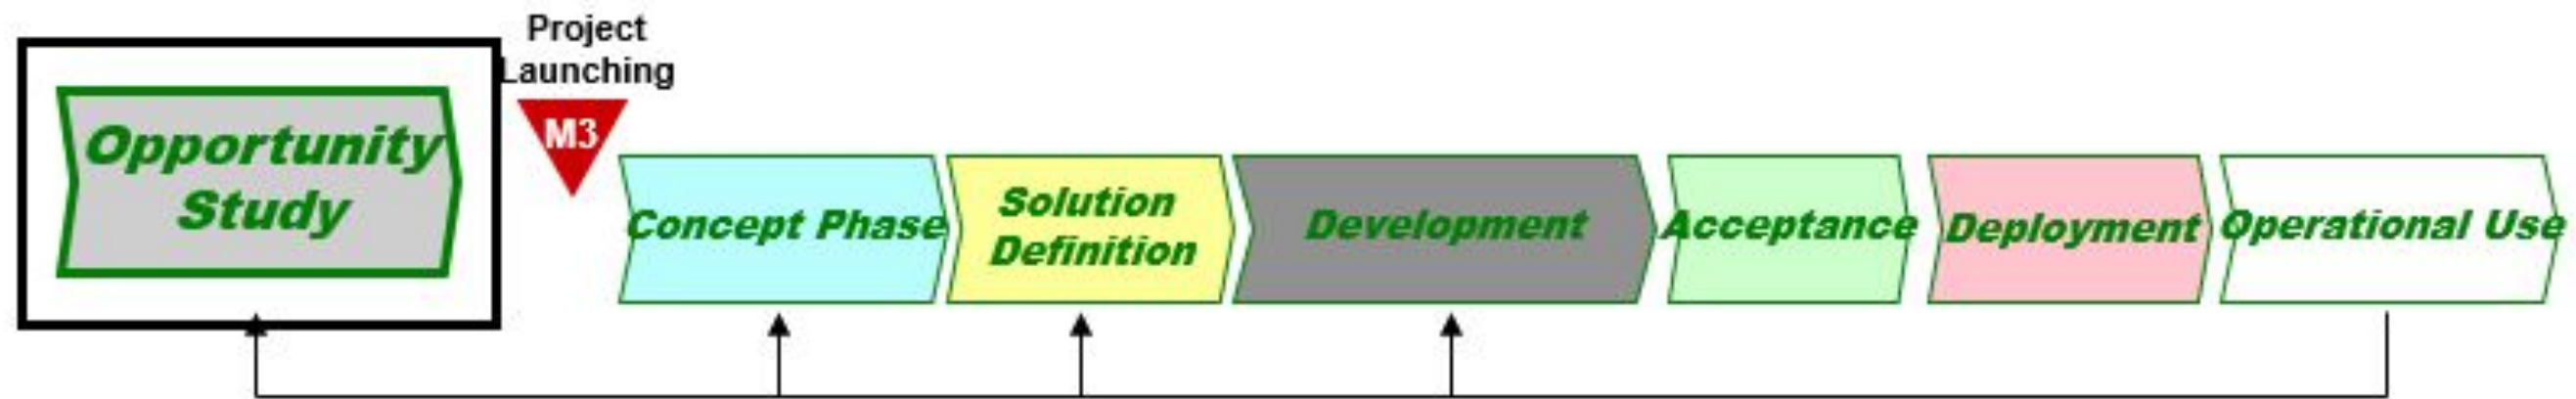 Project
Launching
M3
Opportunity
Study
Concept Phase
Solution
Definition
Development
Acceptance
Deployment
Operational Use